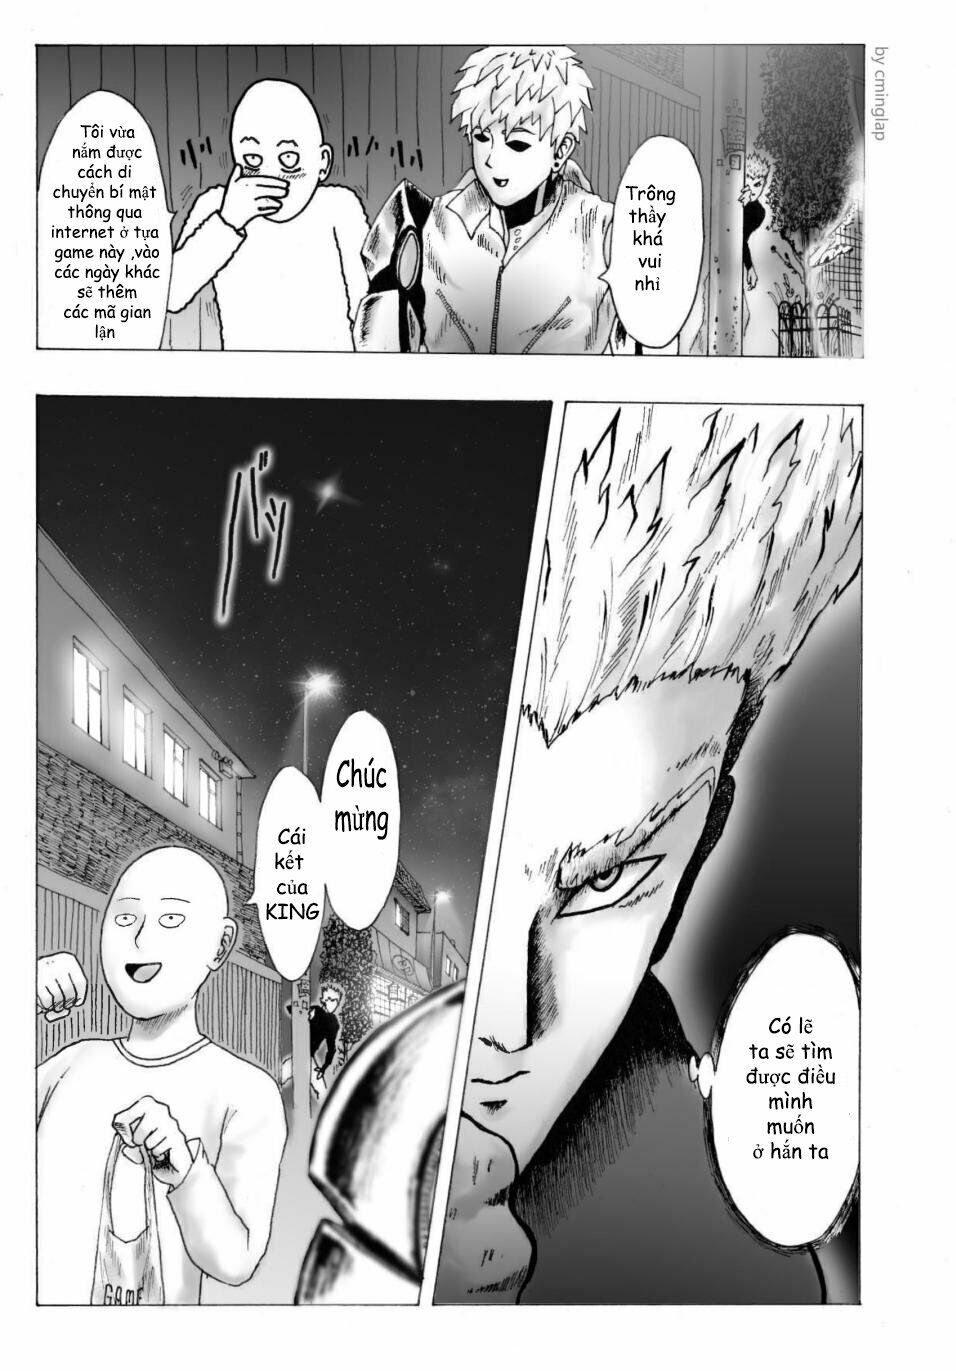 by cminglap
Trông
thầy
khá
vui
nhỉ
Tôi vừa
nắm được
cách di
chuyển bí mật
thông qua
internet ở tựa
game này ,vào
các ngày khác
sẽ thêm
các mã gian
lận
Có lẽ
ta sẽ tìm
được điều
mình
muốn
ở hắn ta
バッ
Chúc
mừng
Cái
kết
của
KING
GAME